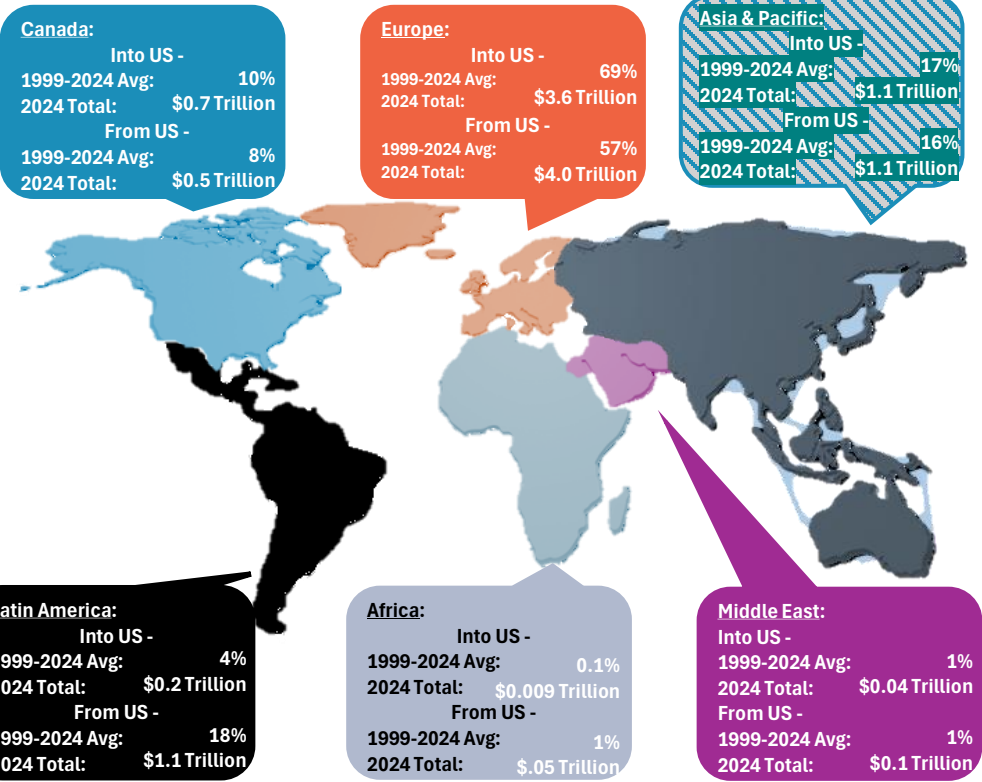 Canada:
Into US -
1999-2024 Avg: 10%
2024 Total: $0.7 Trillion
From US -
1999-2024 Avg: 8%
2024 Total: $0.5 Trillion
Europe:
Into US -
1999-2024 Avg: 69%
2024 Total: $3.6 Trillion
From US -
1999-2024 Avg: 57%
2024 Total: $4.0 Trillion
Asia & Pacific:
Into US -
1999-2024 Avg: 17%
2024 Total: $1.1 Trillion
From US -
1999-2024 Avg: 16%
2024 Total: $1.1 Trillion
atin America:
Into US -
999-2024 Avg: 4%
024 Total: $0.2 Trillion
From US -
999-2024 Avg: 18%
024 Total: $1.1 Trillion
Africa:
Into US -
1999-2024 Avg: 0.1%
2024 Total: $0.009 Trillion
From US -
1999-2024 Avg: 1%
2024 Total: $.05 Trillion
Middle East:
Into US -
1999-2024 Avg: 1%
2024 Total: $0.04 Trillion
From US -
1999-2024 Avg: 1%
2024 Total: $0.1 Trillion